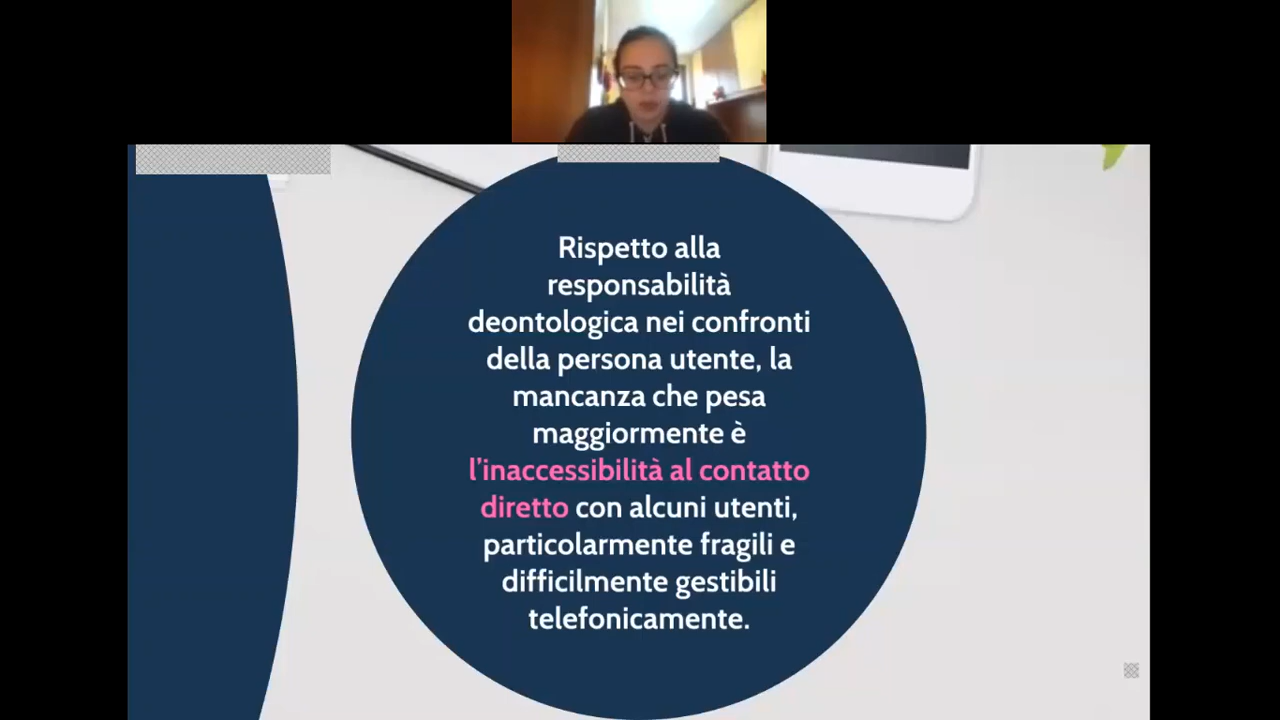 Rispetto alla
responsabilità
deontologica nei confronti
della persona utente, la
mancanza che pesa
maggiormente è
l'inaccessibilità al contatto
diretto con alcuni utenti,
particolarmente fragili e
difficilmente gestibili
telefonicamente.